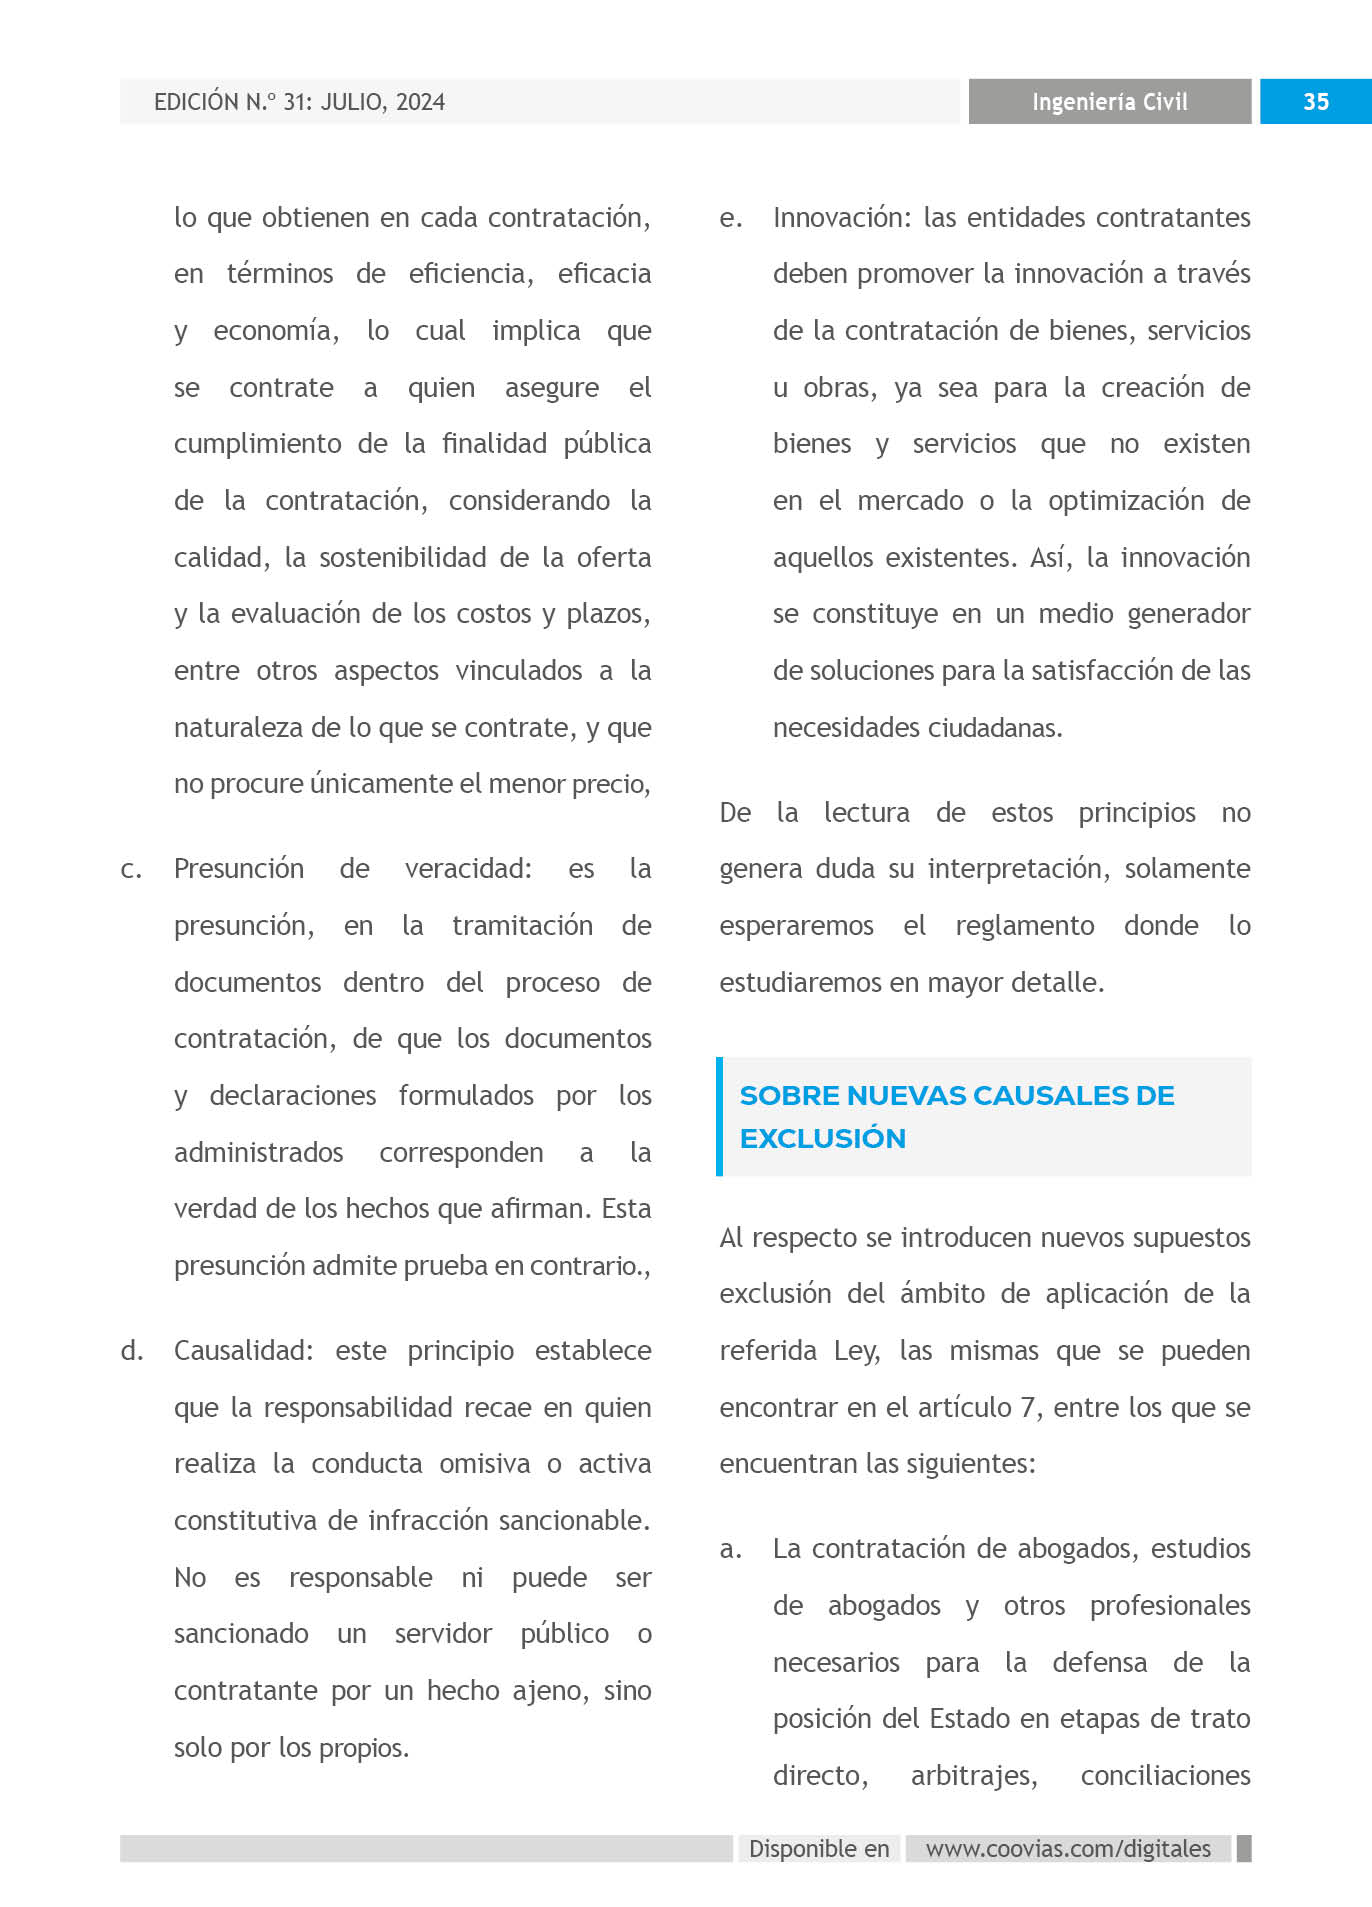 EDICIÓN N.º 31: JULIO, 2024
Ingeniería Civil
35
lo que obtienen en cada contratación,
en términos de eficiencia, eficacia
y economía, lo cual implica que
se contrate a quien asegure el
cumplimiento de la finalidad pública
de la contratación, considerando la
calidad, la sostenibilidad de la oferta
y la evaluación de los costos y plazos,
entre otros aspectos vinculados a la
naturaleza de lo que se contrate, y que
no procure únicamente el menor precio,
c. Presunción de veracidad: es la
presunción, en la tramitación de
documentos dentro del proceso de
contratación, de que los documentos
y declaraciones formulados por los
administrados corresponden a la
verdad de los hechos que afirman. Esta
presunción admite prueba en contrario.,
d. Causalidad: este principio establece
que la responsabilidad recae en quien
realiza la conducta omisiva o activa
constitutiva de infracción sancionable.
No es responsable ni puede ser
sancionado un servidor público o
contratante por un hecho ajeno, sino
solo por los propios.
e. Innovación: las entidades contratantes
deben promover la innovación a través
de la contratación de bienes, servicios
u obras, ya sea para la creación de
bienes y servicios que no existen
en el mercado o la optimización de
aquellos existentes. Así, la innovación
se constituye en un medio generador
de soluciones para la satisfacción de las
necesidades ciudadanas.
De la lectura de estos principios no
genera duda su interpretación, solamente
esperaremos el reglamento donde lo
estudiaremos en mayor detalle.
SOBRE NUEVAS CAUSALES DE
EXCLUSIÓN
Al respecto se introducen nuevos supuestos
exclusión del ámbito de aplicación de la
referida Ley, las mismas que se pueden
encontrar en el artículo 7, entre los que se
encuentran las siguientes:
a. La contratación de abogados, estudios
de abogados y otros profesionales
necesarios para la defensa de la
posición del Estado en etapas de trato
directo, arbitrajes, conciliaciones
Disponible en
www.coovias.com/digitales